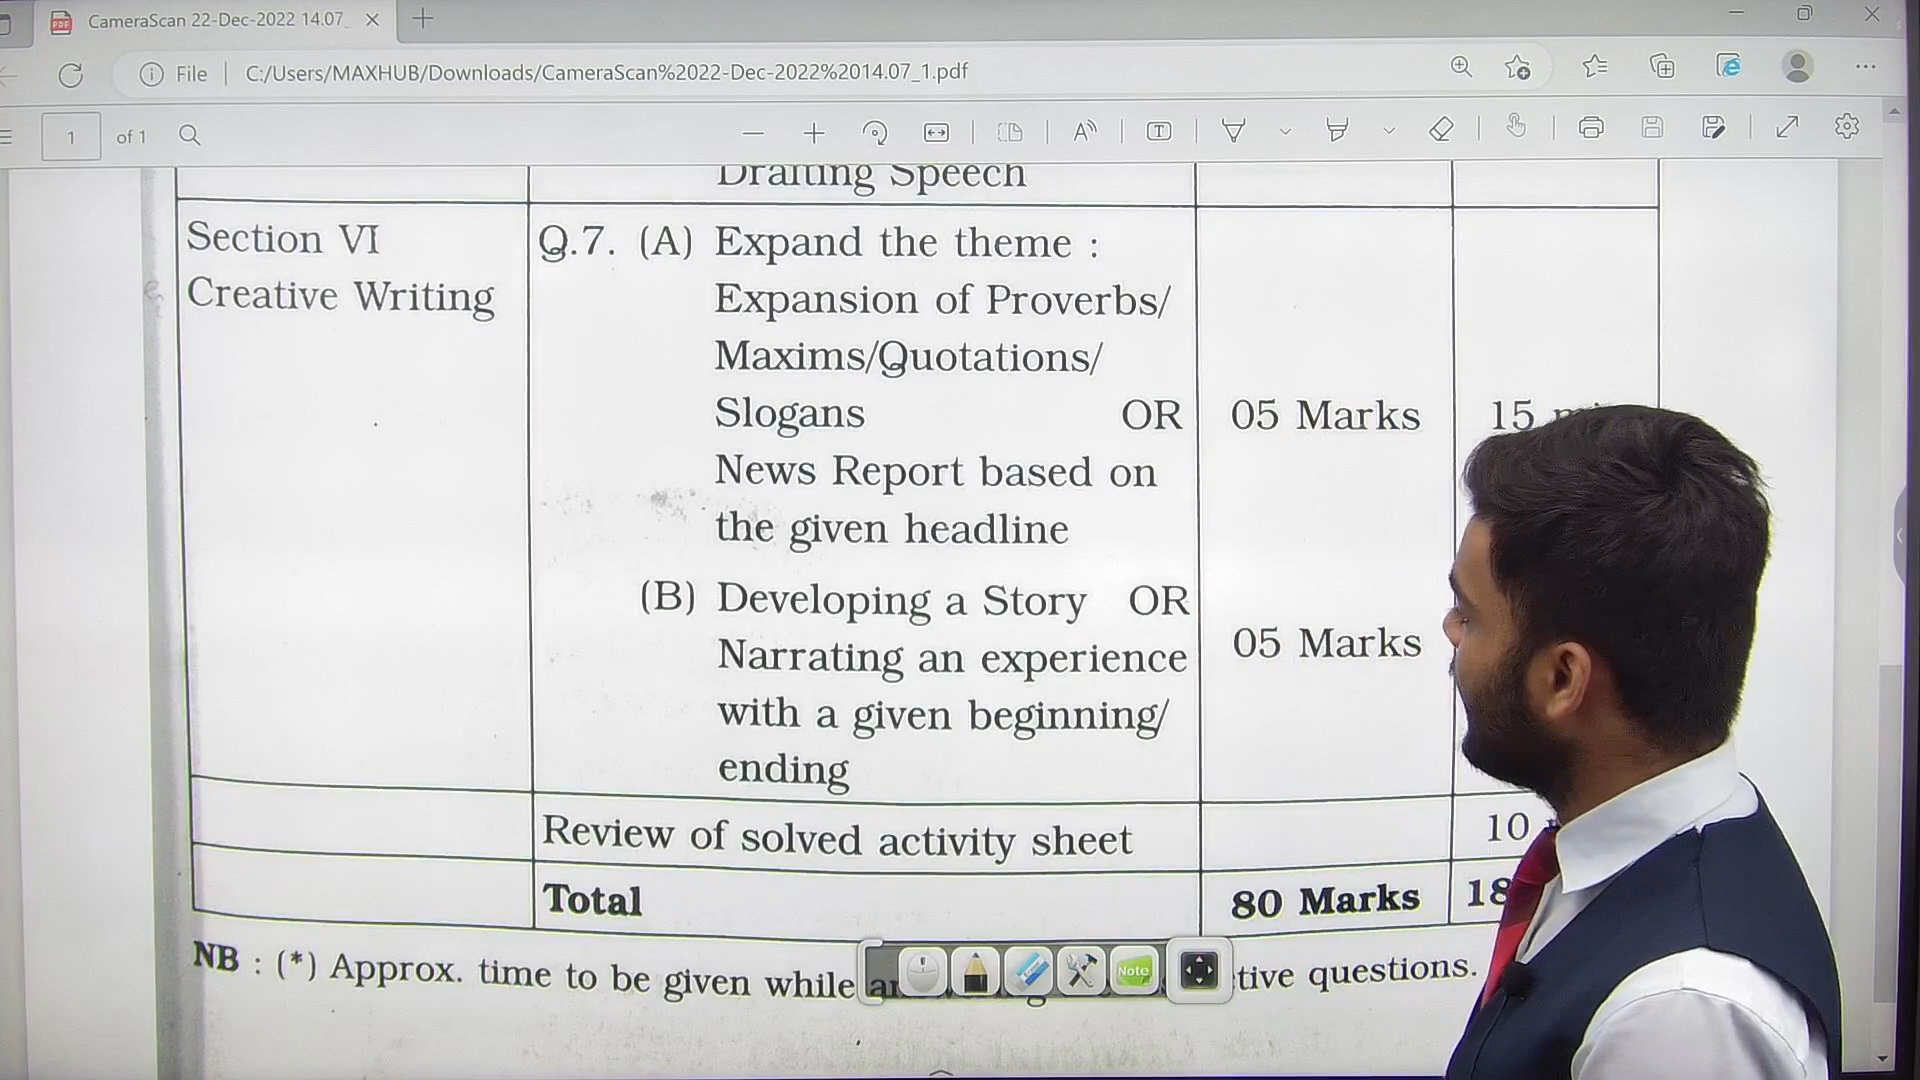 CameraScan 22-Dec-2022 14.07_
File
C:/Users/MAXHUB/Downloads/CameraScan%2022-Dec-2022%2014.07_1.pdf
1 of 1
Drafting Speech
Section VI
Creative Writing
Q.7. (A) Expand the theme :
Expansion of Proverbs/
Maxims/Quotations/
Slogans OR
05 Marks
15
News Report based on
the given headline
(B) Developing a Story OR
Narrating an experience
05 Marks
with a given beginning/
ending
Review of solved activity sheet
10
Total
80 Marks
18
NB : (*) Approx. time to be given while
tive questions.
Note